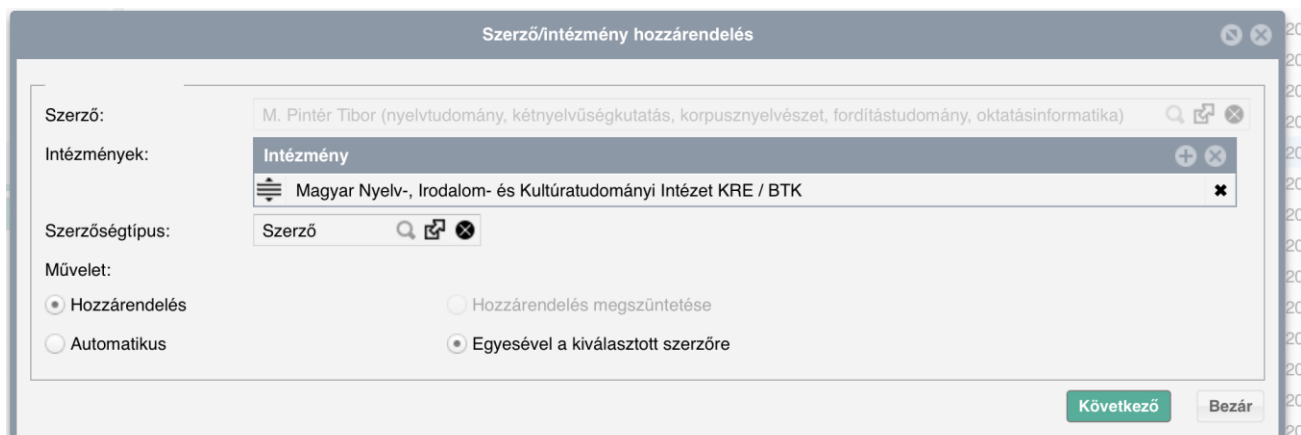 Szerző/intézmény hozzárendelés
Szerző:
M. Pintér Tibor (nyelvtudomány, kétnyelvűségkutatás, korpusznyelvészet, fordítástudomány, oktatásinformatika)
Intézmények:
Intézmény
Magyar Nyelv-, Irodalom- és Kultúratudományi Intézet KRE / BTK
Szerzőségtípus:
Szerző
Művelet:
Hozzárendelés
Hozzárendelés megszüntetése
Automatikus
Egyesével a kiválasztott szerzőre
Következő
Bezár